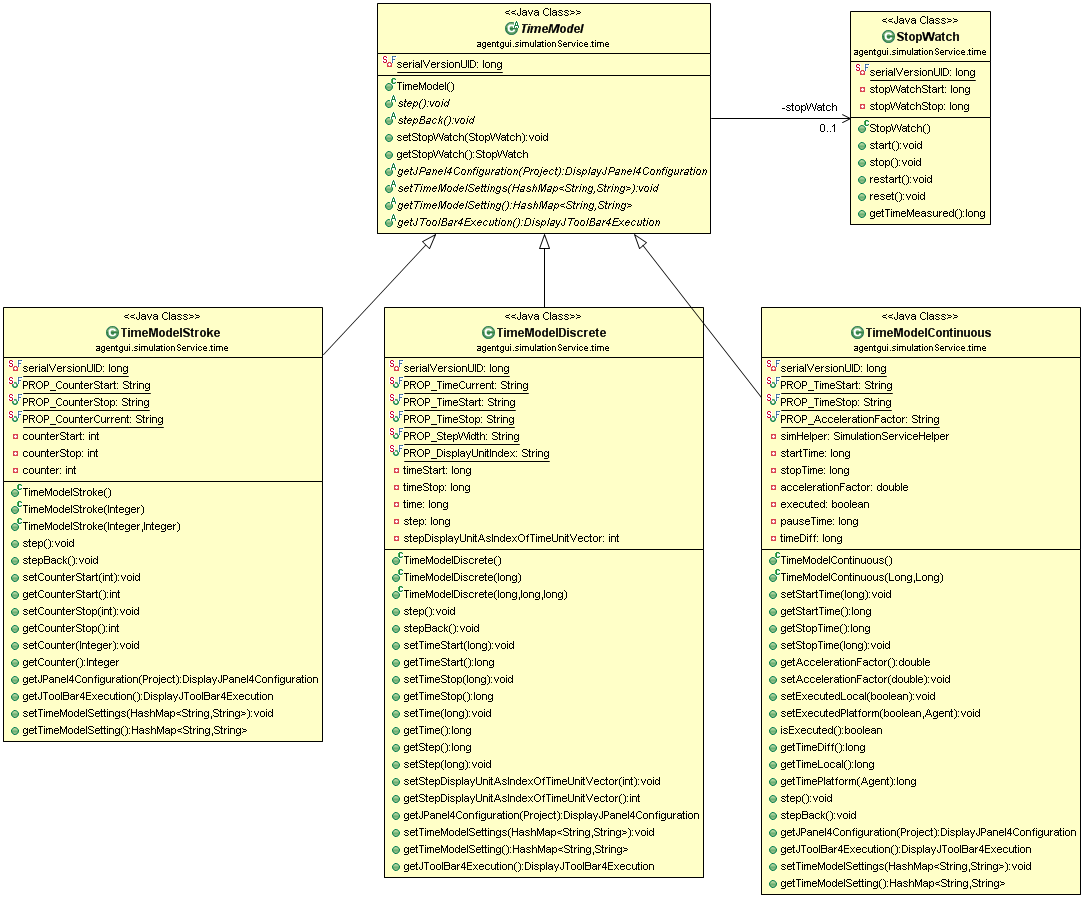 <<Java Class>>
TimeModel
agentgui.simulationService.time
serialVersionUID: long
TimeModel()
step():void
stepBack():void
setStopWatch(StopWatch):void
getStopWatch():StopWatch
getJPanel4Configuration(Project):DisplayJPanel4Configuration
setTimeModelSettings(HashMap<String,String>):void
getTimeModelSetting():HashMap<String,String>
getJToolBar4Execution():DisplayJToolBar4Execution
-stopWatch
0..1
<<Java Class>>
StopWatch
agentgui.simulationService.time
serialVersionUID: long
stopWatchStart: long
stopWatchStop: long
StopWatch()
start():void
stop():void
restart():void
reset():void
getTimeMeasured():long
<<Java Class>>
TimeModelStroke
agentgui.simulationService.time
serialVersionUID: long
PROP_CounterStart: String
PROP_CounterStop: String
PROP_CounterCurrent: String
counterStart: int
counterStop: int
counter: int
TimeModelStroke()
TimeModelStroke(Integer)
TimeModelStroke(Integer,Integer)
step():void
stepBack():void
setCounterStart(int):void
getCounterStart():int
setCounterStop(int):void
getCounterStop():int
setCounter(Integer):void
getCounter():Integer
getJPanel4Configuration(Project):DisplayJPanel4Configuration
getJToolBar4Execution():DisplayJToolBar4Execution
setTimeModelSettings(HashMap<String,String>):void
getTimeModelSetting():HashMap<String,String>
<<Java Class>>
TimeModelDiscrete
agentgui.simulationService.time
serialVersionUID: long
PROP_TimeCurrent: String
PROP_TimeStart: String
PROP_TimeStop: String
PROP_StepWidth: String
PROP_DisplayUnitIndex: String
timeStart: long
timeStop: long
time: long
step: long
stepDisplayUnitAsIndexOfTimeUnitVector: int
TimeModelDiscrete()
TimeModelDiscrete(long)
TimeModelDiscrete(long,long,long)
step():void
stepBack():void
setTimeStart(long):void
getTimeStart():long
setTimeStop(long):void
getTimeStop():long
setTime(long):void
getTime():long
getStep():long
setStep(long):void
setStepDisplayUnitAsIndexOfTimeUnitVector(int):void
getStepDisplayUnitAsIndexOfTimeUnitVector():int
getJPanel4Configuration(Project):DisplayJPanel4Configuration
setTimeModelSettings(HashMap<String,String>):void
getTimeModelSetting():HashMap<String,String>
getJToolBar4Execution():DisplayJToolBar4Execution
<<Java Class>>
TimeModelContinuous
agentgui.simulationService.time
serialVersionUID: long
PROP_TimeStart: String
PROP_TimeStop: String
PROP_AccelerationFactor: String
simHelper: SimulationServiceHelper
startTime: long
stopTime: long
accelerationFactor: double
executed: boolean
pauseTime: long
timeDiff: long
TimeModelContinuous()
TimeModelContinuous(Long,Long)
setStartTime(long):void
getStartTime():long
getStopTime():long
setStopTime(long):void
getAccelerationFactor():double
setAccelerationFactor(double):void
setExecutedLocal(boolean):void
setExecutedPlatform(boolean,Agent):void
isExecuted():boolean
getTimeDiff():long
getTimeLocal():long
getTimePlatform(Agent):long
step():void
stepBack():void
getJPanel4Configuration(Project):DisplayJPanel4Configuration
getJToolBar4Execution():DisplayJToolBar4Execution
setTimeModelSettings(HashMap<String,String>):void
getTimeModelSetting():HashMap<String,String>